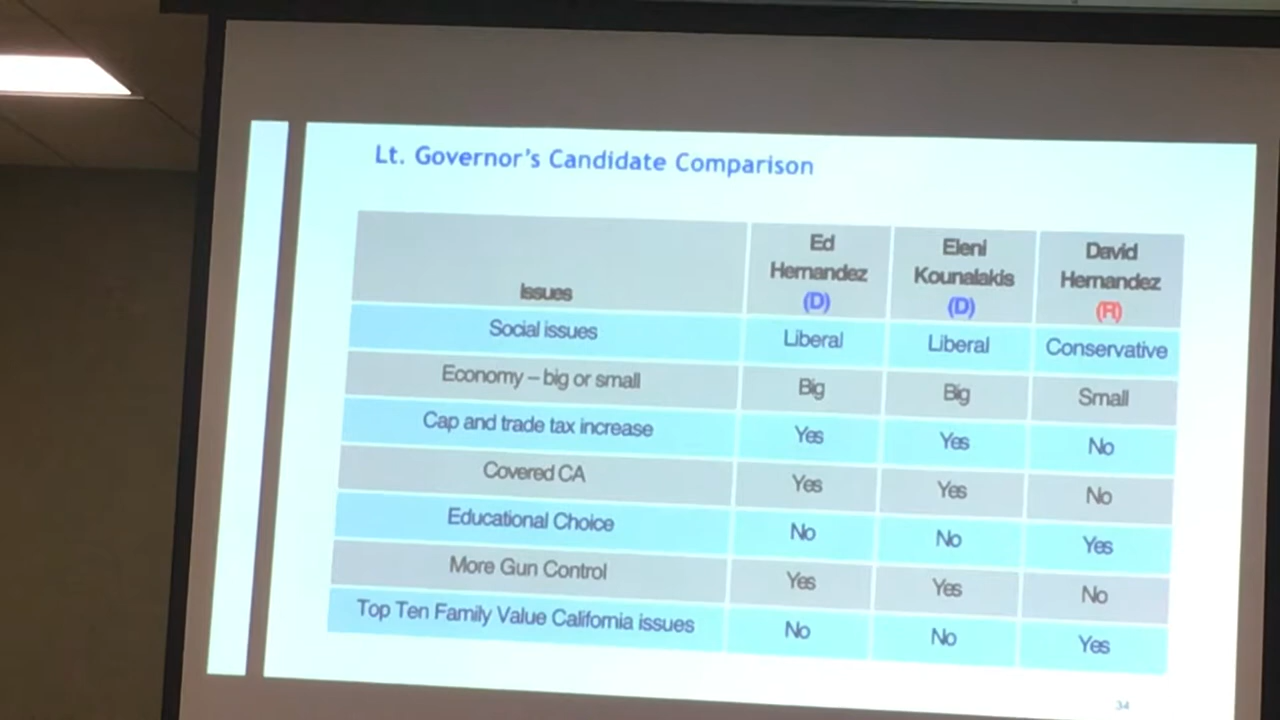 Lt. Governor's Candidate Comparison
Issues
Ed
Hernandez
(D)
Eleni
Kounalakis
(D)
David
Hernandez
(R)
Social issues Liberal Liberal Conservative
Economy – big or small Big Big Small
Cap and trade tax increase Yes Yes No
Covered CA Yes Yes No
Educational Choice No No Yes
More Gun Control Yes Yes No
Top Ten Family Value California issues No No Yes
34